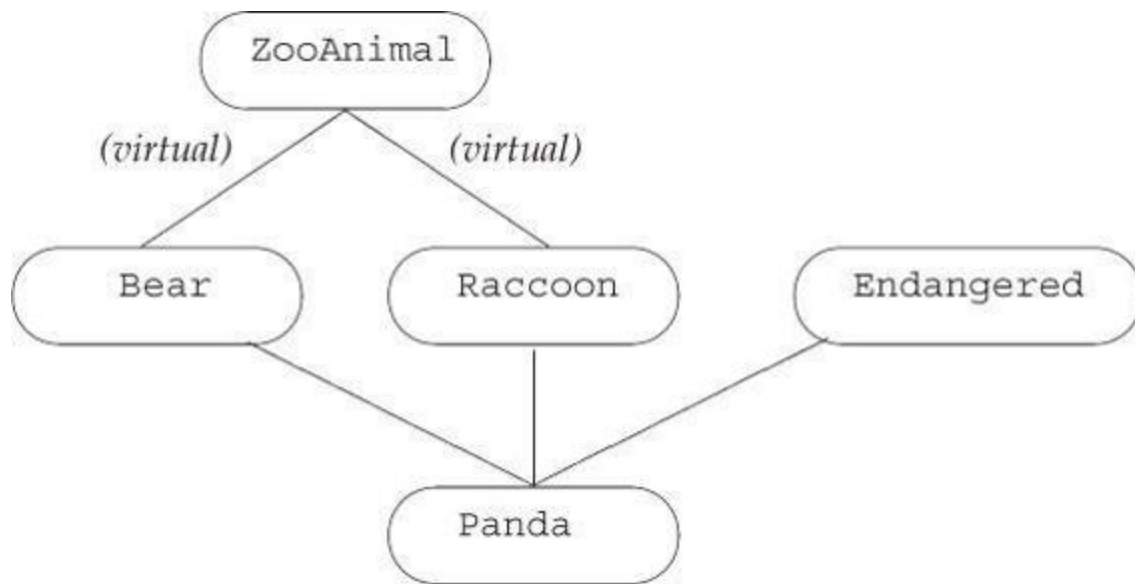 ZooAnimal
(virtual)
(virtual)
Bear
Raccoon
Endangered
Panda